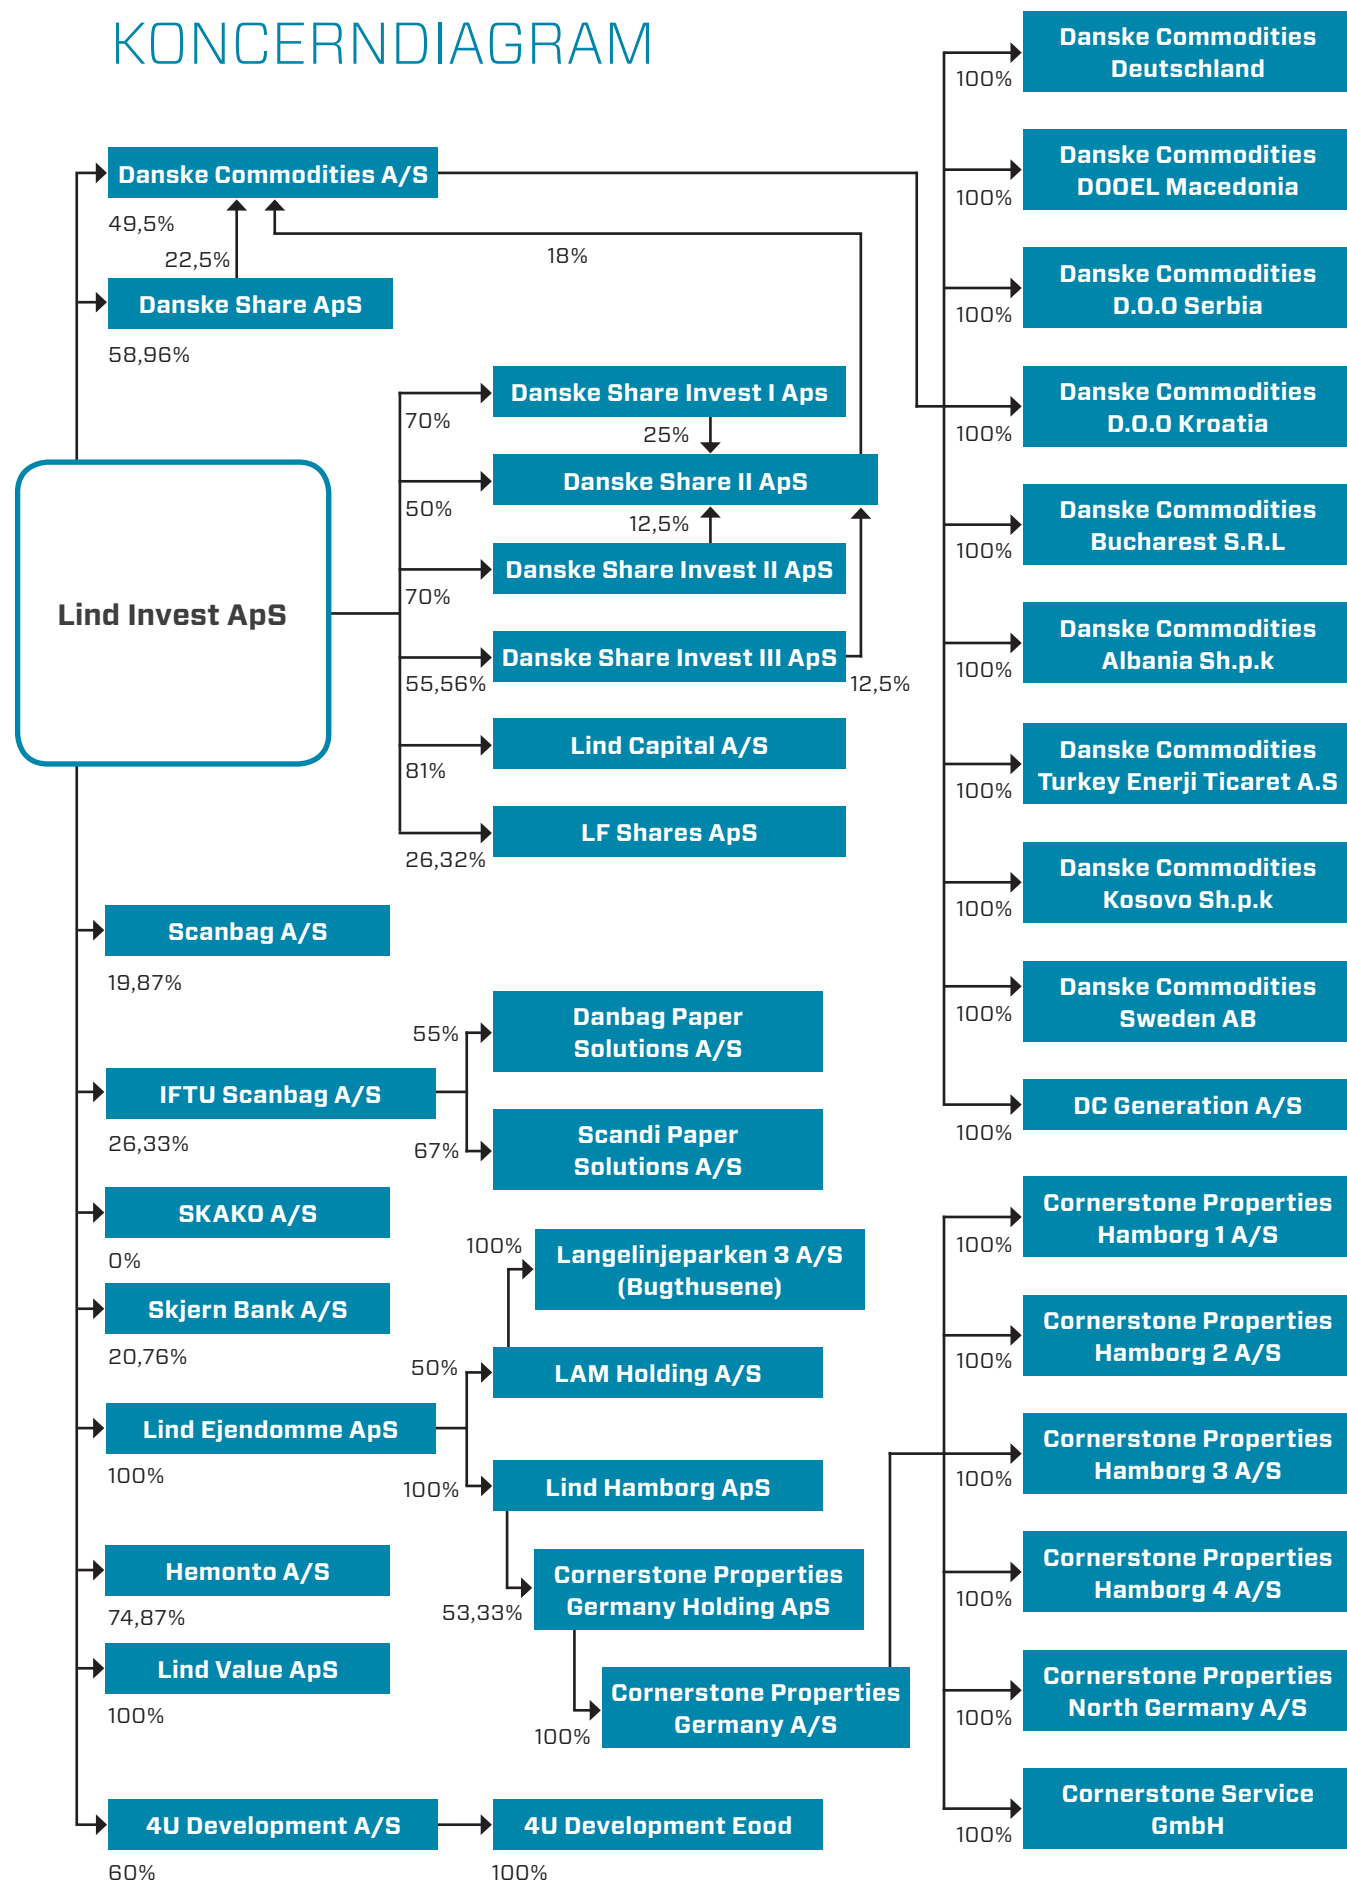 KONCERNDIAGRAM
Danske Commodities A/S
49,5%
22,5%
18%
Danske Share ApS
58,96%
Lind Invest ApS
Danske Share Invest I Aps
70%
25%
Danske Share II ApS
50%
12,5%
Danske Share Invest II ApS
70%
Danske Share Invest III ApS
55,56%
12,5%
Lind Capital A/S
81%
LF Shares ApS
26,32%
Scanbag A/S
19,87%
IFTU Scanbag A/S
26,33%
55%
Danbag Paper
Solutions A/S
67%
Scandi Paper
Solutions A/S
SKAKO A/S
0%
Skjern Bank A/S
20,76%
Lind Ejendomme ApS
100%
100%
Langelinjeparken 3 A/S
(Bugthusene)
50%
LAM Holding A/S
100%
Lind Hamborg ApS
53,33%
Cornerstone Properties
Germany Holding ApS
100%
Cornerstone Properties
Germany A/S
Hemonto A/S
74,87%
Lind Value ApS
100%
4U Development A/S
60%
4U Development Eood
100%
Danske Commodities
Deutschland
100%
Danske Commodities
DOOEL Macedonia
100%
Danske Commodities
D.O.O Serbia
100%
Danske Commodities
D.O.O Kroatia
100%
Danske Commodities
Bucharest S.R.L
100%
Danske Commodities
Albania Sh.p.k
100%
Danske Commodities
Turkey Enerji Ticaret A.S
100%
Danske Commodities
Kosovo Sh.p.k
100%
Danske Commodities
Sweden AB
100%
DC Generation A/S
100%
Cornerstone Properties
Hamborg 1 A/S
100%
Cornerstone Properties
Hamborg 2 A/S
100%
Cornerstone Properties
Hamborg 3 A/S
100%
Cornerstone Properties
Hamborg 4 A/S
100%
Cornerstone Properties
North Germany A/S
100%
Cornerstone Service
GmbH
100%